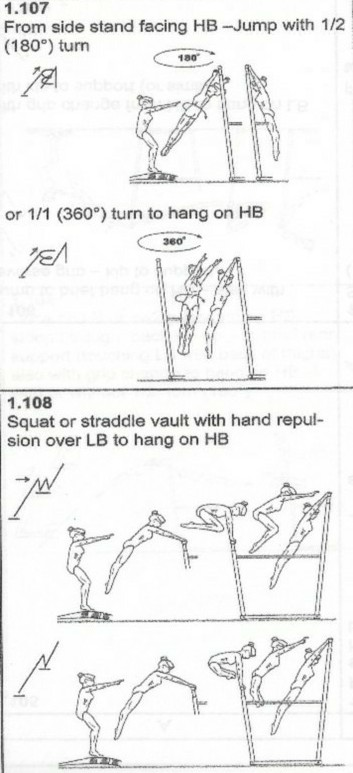 1.107
From side stand facing HB –Jump with 1/2
(180°) turn
180°
or 1/1 (360°) turn to hang on HB
360°
1.108
Squat or straddle vault with hand repul-
sion over LB to hang on HB